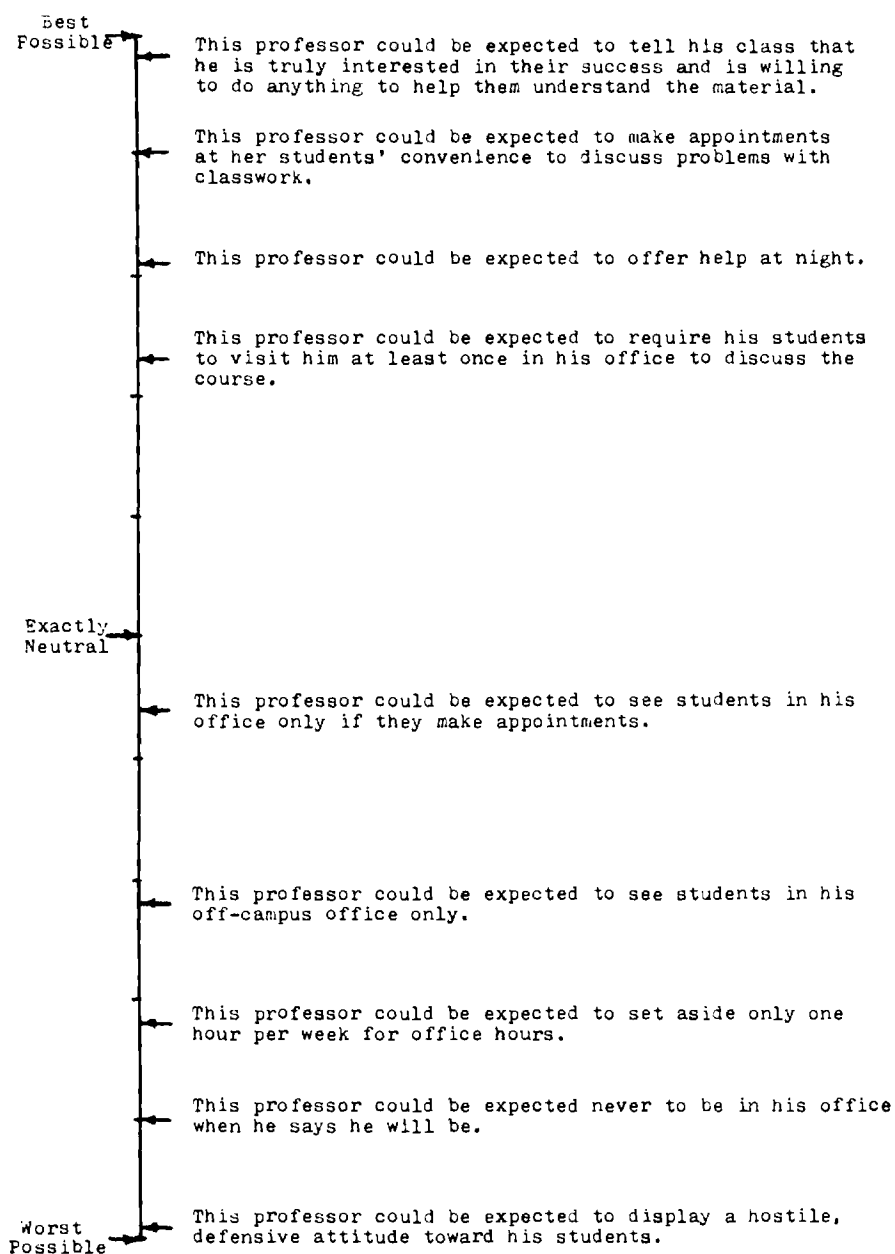 Best
Possible
This professor could be expected to tell his class that
he is truly interested in their success and is willing
to do anything to help them understand the material.
This professor could be expected to make appointments
at her students' convenience to discuss problems with
classwork.
This professor could be expected to offer help at night.
This professor could be expected to require his students
to visit him at least once in his office to discuss the
course.
Exactly
Neutral
This professor could be expected to see students in his
office only if they make appointments.
This professor could be expected to see students in his
off-campus office only.
This professor could be expected to set aside only one
hour per week for office hours.
This professor could be expected never to be in his office
when he says he will be.
Worst
Possible
This professor could be expected to display a hostile,
defensive attitude toward his students.